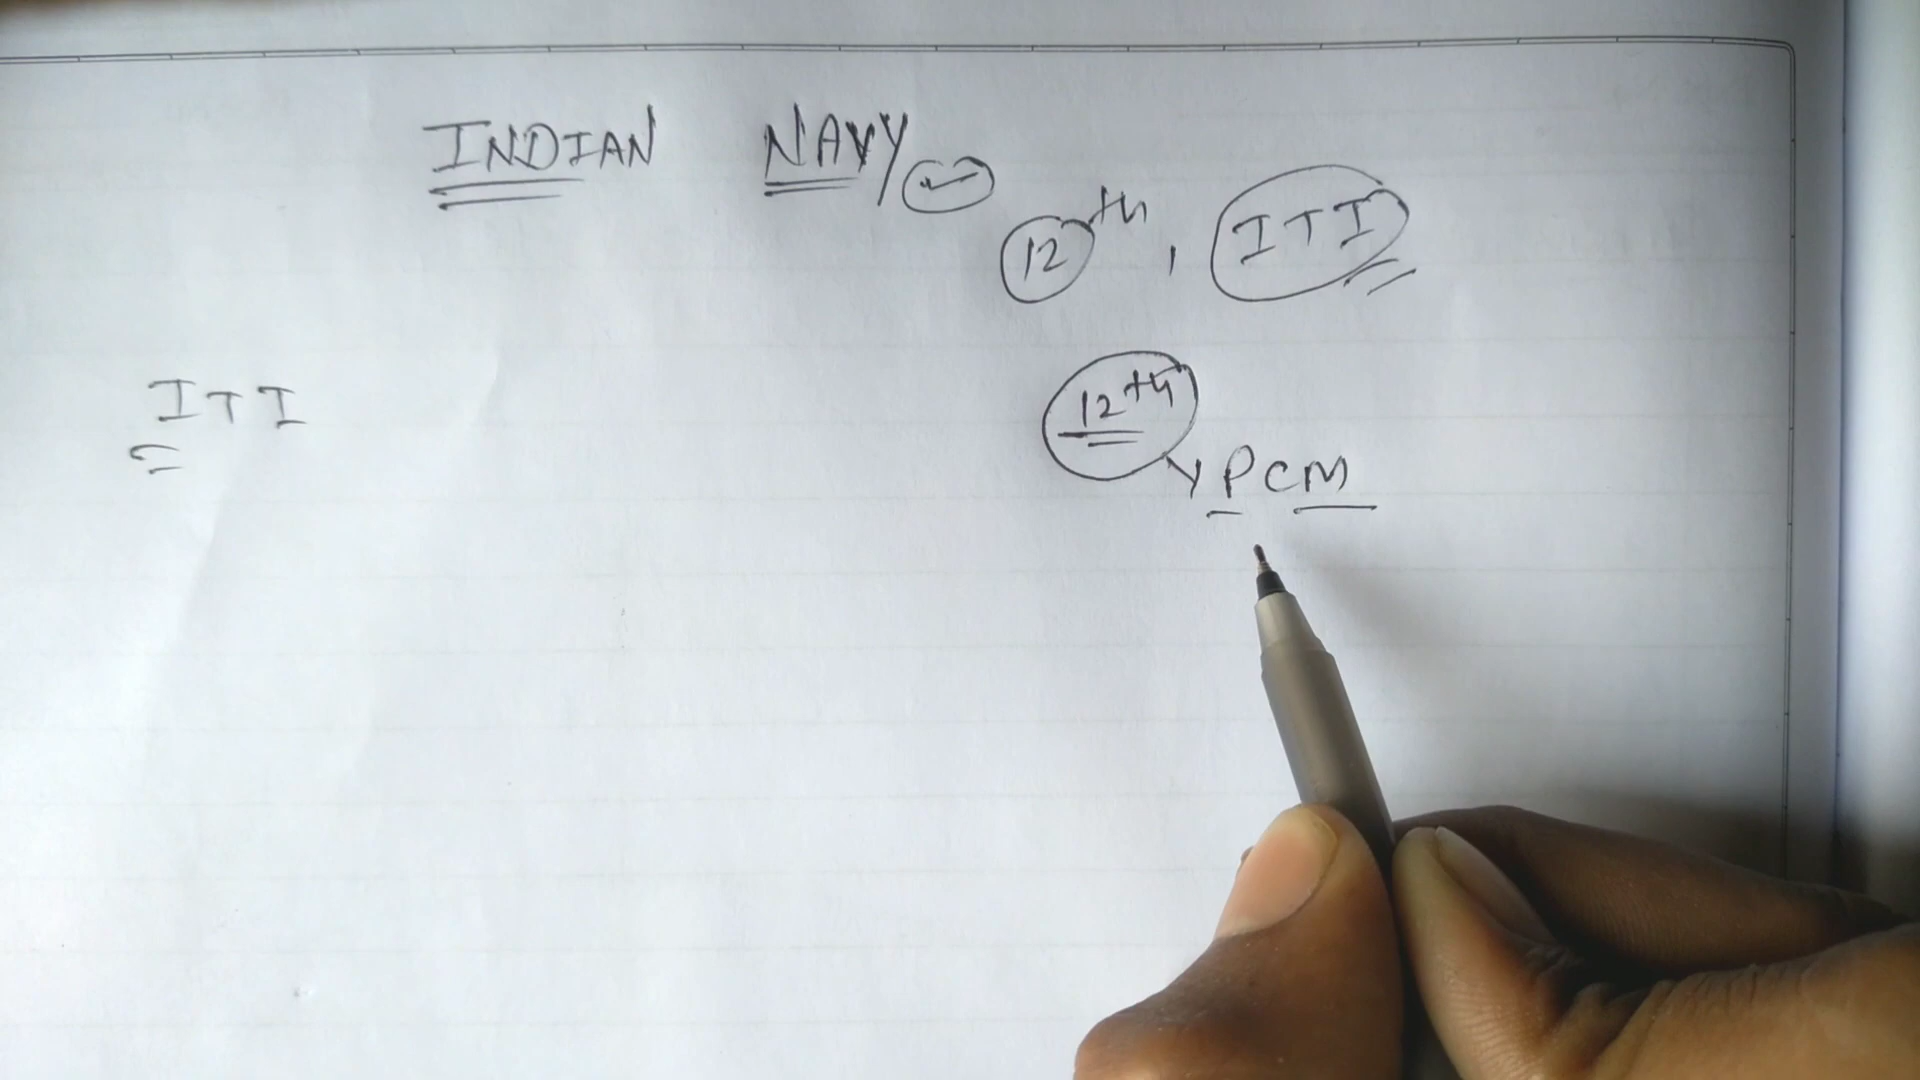 INDIAN NAVY
12th, ITI
ITI
12th
PCM